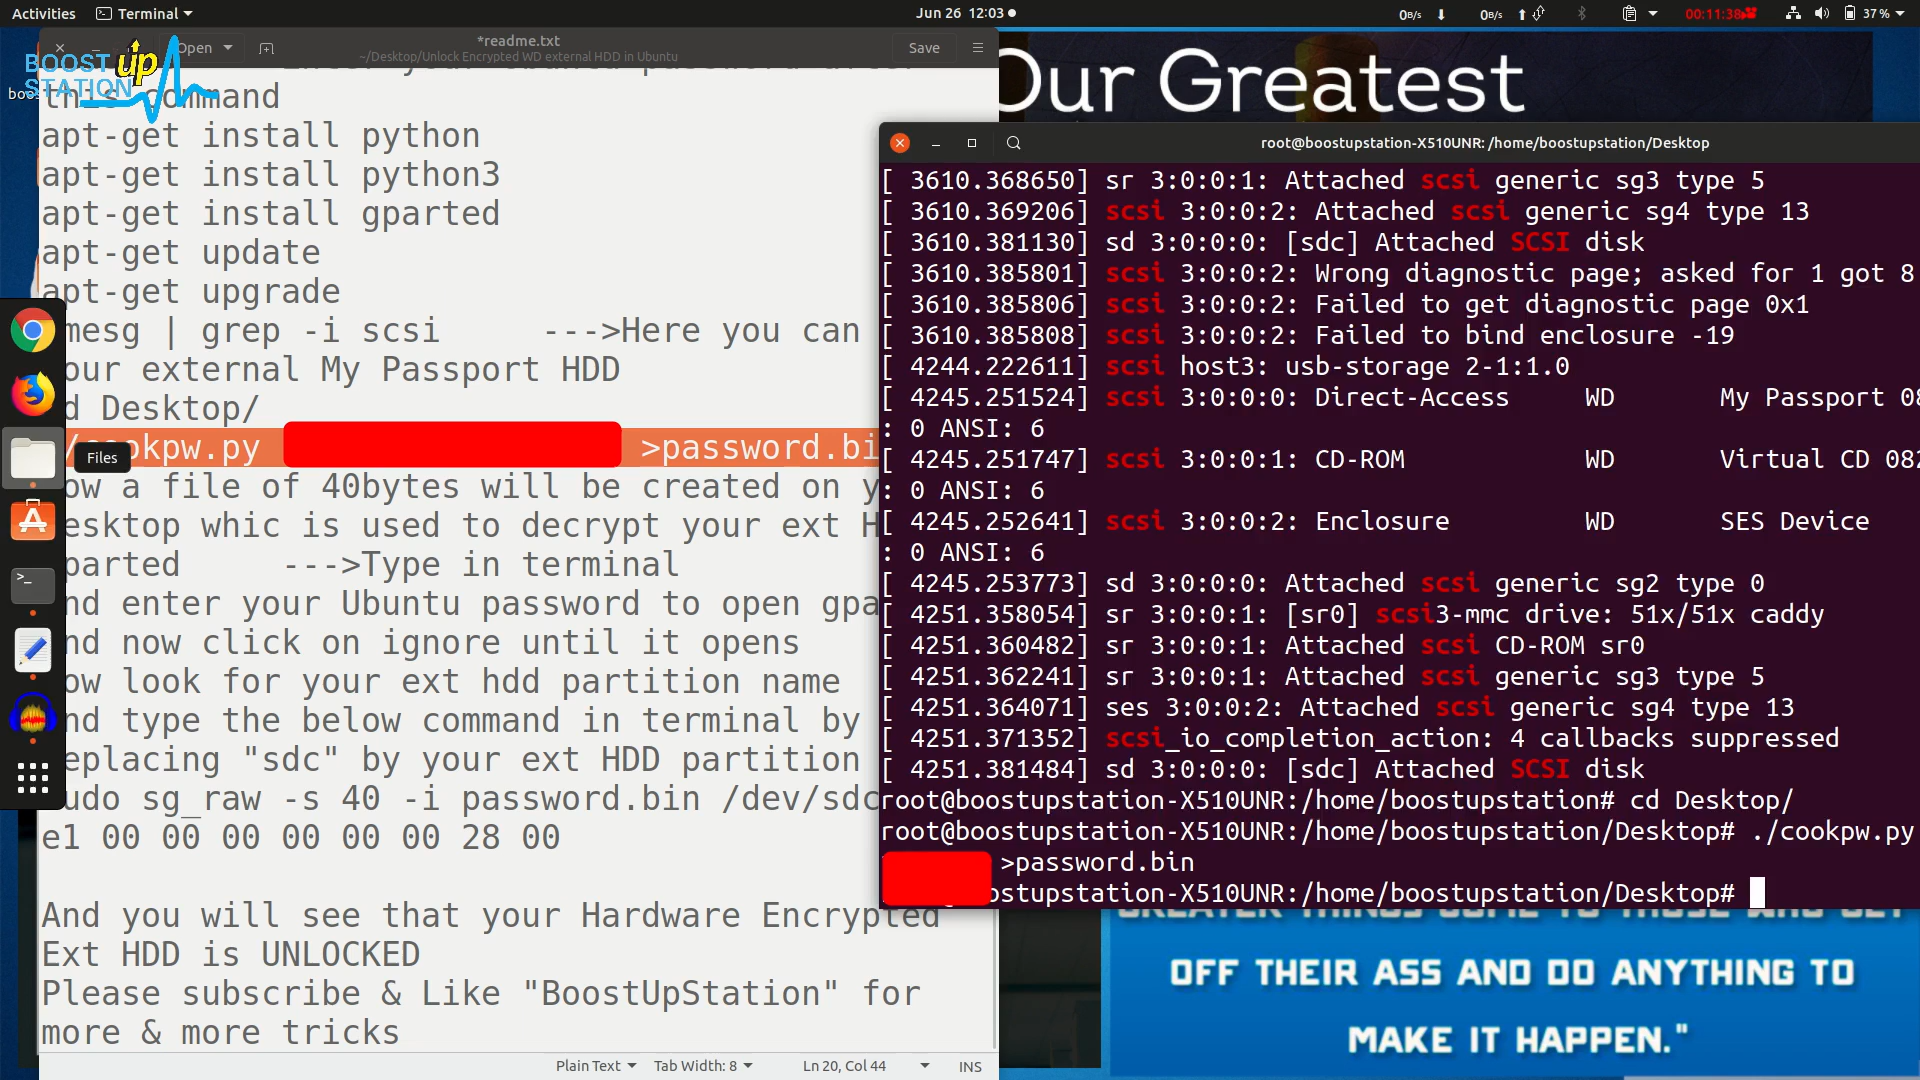 Activities
Terminal
Jun 26 12:03
0B/s
0B/s
00:11:38
37 %
Open
*readme.txt
~/Desktop/Unlock Encrypted WD external HDD in Ubuntu
Save
BOOST up
STATION
this command
apt-get install python
apt-get install python3
apt-get install gparted
apt-get update
apt-get upgrade
mesg | grep -i scsi --->Here you can
our external My Passport HDD
d Desktop/
/cookpw.py >password.bi
Files
ow a file of 40bytes will be created on y
esktop whic is used to decrypt your ext H
parted --->Type in terminal
nd enter your Ubuntu password to open gpa
nd now click on ignore until it opens
ow look for your ext hdd partition name
nd type the below command in terminal by
eplacing "sdc" by your ext HDD partition
udo sg_raw -s 40 -i password.bin /dev/sdc
e1 00 00 00 00 00 00 28 00
And you will see that your Hardware Encrypted
Ext HDD is UNLOCKED
Please subscribe & Like "BoostUpStation" for
more & more tricks
Plain Text
Tab Width: 8
Ln 20, Col 44
INS
Our Greatest
root@boostupstation-X510UNR: /home/boostupstation/Desktop
[ 3610.368650] sr 3:0:0:1: Attached scsi generic sg3 type 5
[ 3610.369206] scsi 3:0:0:2: Attached scsi generic sg4 type 13
[ 3610.381130] sd 3:0:0:0: [sdc] Attached SCSI disk
[ 3610.385801] scsi 3:0:0:2: Wrong diagnostic page; asked for 1 got 8
[ 3610.385806] scsi 3:0:0:2: Failed to get diagnostic page 0x1
[ 3610.385808] scsi 3:0:0:2: Failed to bind enclosure -19
[ 4244.222611] scsi host3: usb-storage 2-1:1.0
[ 4245.251524] scsi 3:0:0:0: Direct-Access WD My Passport 08
: 0 ANSI: 6
[ 4245.251747] scsi 3:0:0:1: CD-ROM WD Virtual CD 082
: 0 ANSI: 6
[ 4245.252641] scsi 3:0:0:2: Enclosure WD SES Device
: 0 ANSI: 6
[ 4245.253773] sd 3:0:0:0: Attached scsi generic sg2 type 0
[ 4251.358054] sr 3:0:0:1: [sr0] scsi3-mmc drive: 51x/51x caddy
[ 4251.360482] sr 3:0:0:1: Attached scsi CD-ROM sr0
[ 4251.362241] sr 3:0:0:1: Attached scsi generic sg3 type 5
[ 4251.364071] ses 3:0:0:2: Attached scsi generic sg4 type 13
[ 4251.371352] scsi_io_completion_action: 4 callbacks suppressed
[ 4251.381484] sd 3:0:0:0: [sdc] Attached SCSI disk
root@boostupstation-X510UNR:/home/boostupstation# cd Desktop/
root@boostupstation-X510UNR:/home/boostupstation/Desktop# ./cookpw.py
>password.bin
ostupstation-X510UNR:/home/boostupstation/Desktop#
OFF THEIR ASS AND DO ANYTHING TO
MAKE IT HAPPEN."